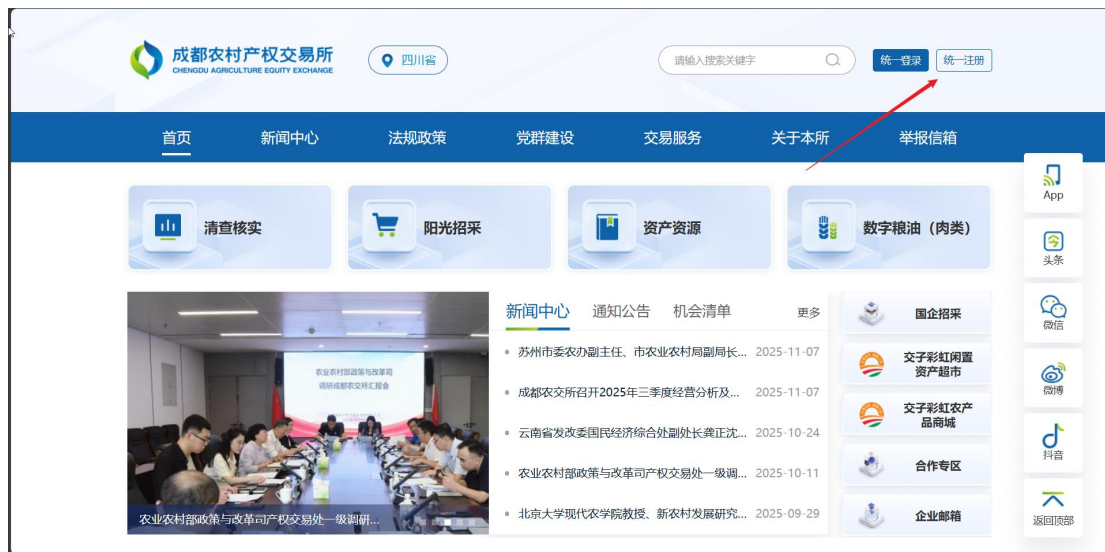 成都农村产权交易所
CHENGDU AGRICULTURE EQUITY EXCHANGE
四川省
请输入搜索关键字
统一登录
统一注册
首页
新闻中心
法规政策
党群建设
交易服务
关于本所
举报信箱
清查核实
阳光招采
资产资源
数字粮油（肉类）
农业农村部政策与改革司
调研成都农交所汇报会
农业农村部政策与改革司产权交易处一级调研...
新闻中心
通知公告
机会清单
更多
苏州市委农办副主任、市农业农村局副局长... 2025-11-07
成都农交所召开2025年三季度经营分析及... 2025-11-07
云南省发改委国民经济综合处副处长龚正沈... 2025-10-24
农业农村部政策与改革司产权交易处一级调... 2025-10-11
北京大学现代农学院教授、新农村发展研究... 2025-09-29
国企招采
交子彩虹闲置
资产超市
交子彩虹农产
品商城
合作专区
企业邮箱
App
头条
微信
微博
抖音
返回顶部